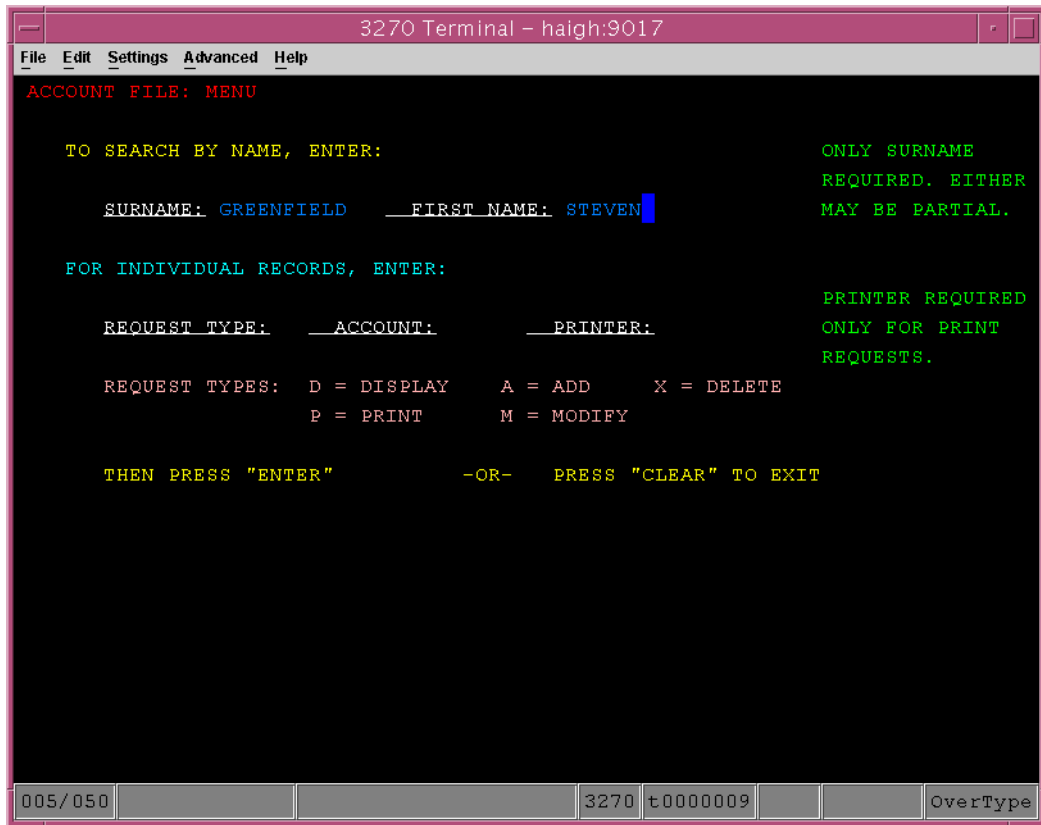 3270 Terminal – haigh:9017
File Edit Settings Advanced Help
ACCOUNT FILE: MENU
TO SEARCH BY NAME, ENTER: ONLY SURNAME
REQUIRED. EITHER
SURNAME: GREENFIELD FIRST NAME: STEVEN MAY BE PARTIAL.
FOR INDIVIDUAL RECORDS, ENTER:
PRINTER REQUIRED
REQUEST TYPE: ACCOUNT: PRINTER: ONLY FOR PRINT
REQUESTS.
REQUEST TYPES: D = DISPLAY A = ADD X = DELETE
P = PRINT M = MODIFY
THEN PRESS "ENTER" -OR- PRESS "CLEAR" TO EXIT
005/050 3270 t0000009 OverType